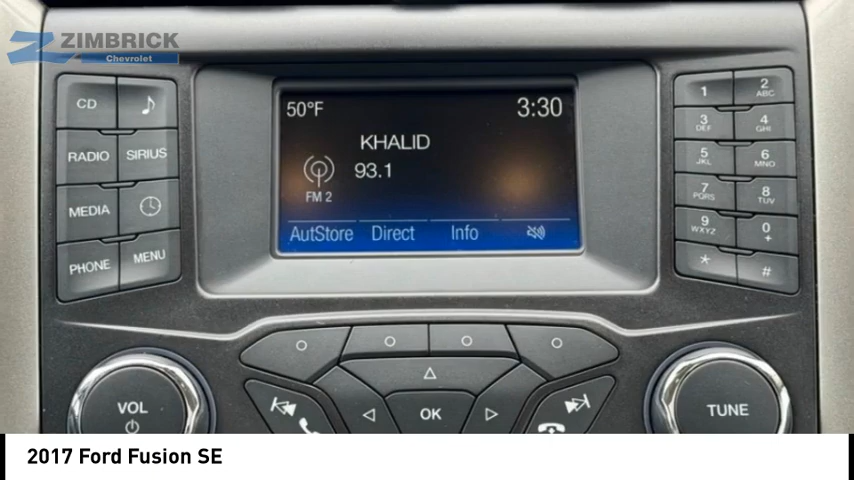 ZIMBRICK
Chevrolet
CD
RADIO
SIRIUS
MEDIA
PHONE
MENU
50°F
3:30
KHALID
93.1
FM 2
AutStore
Direct
Info
1
2
ABC
3
DEF
4
GHI
5
JKL
6
MNO
7
PQRS
8
TUV
9
WXYZ
0
+
*
#
VOL
OK
TUNE
2017 Ford Fusion SE